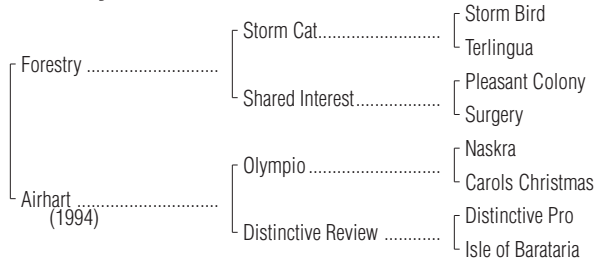 Storm Bird
Storm Cat..................................
Terlingua
Forestry ............................
Pleasant Colony
Shared Interest.......................
Surgery
Naskra
Olympio ....................................
Carols Christmas
Airhart ..............................
(1994)
Distinctive Pro
Distinctive Review ...............
Isle of Barataria